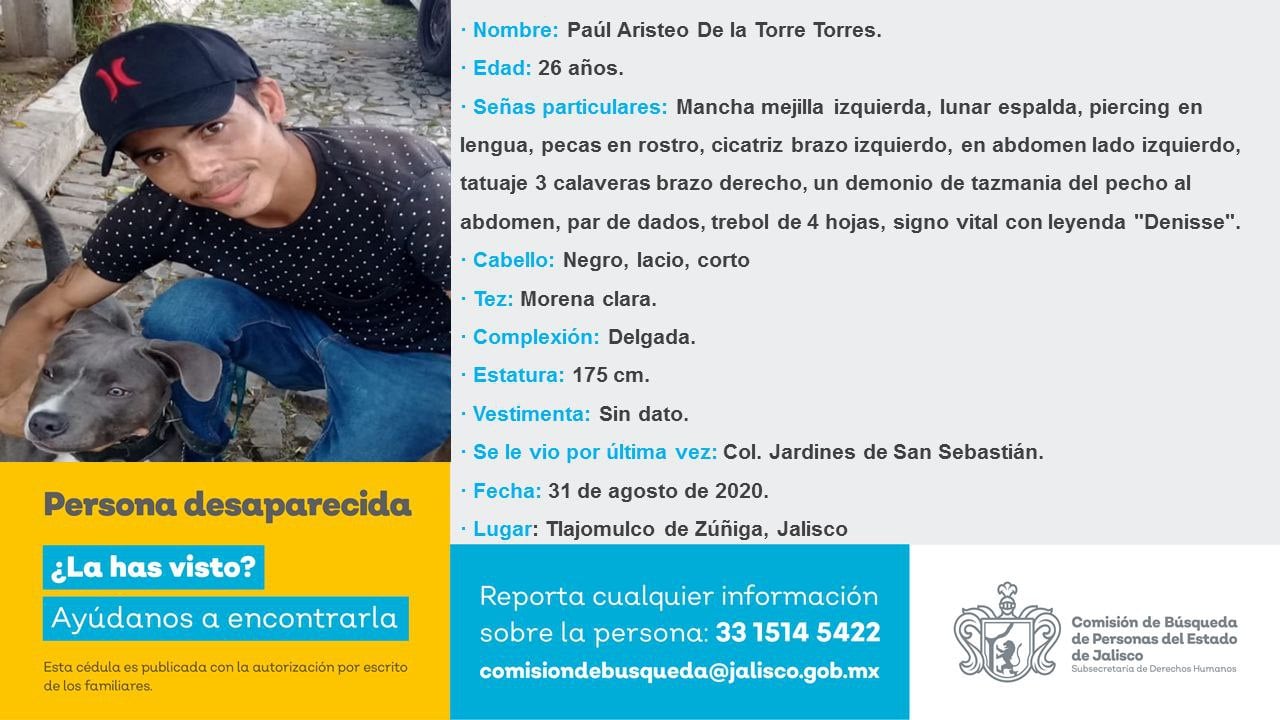 · Nombre: Paúl Aristeo De la Torre Torres.
· Edad: 26 años.
· Señas particulares: Mancha mejilla izquierda, lunar espalda, piercing en
lengua, pecas en rostro, cicatriz brazo izquierdo, en abdomen lado izquierdo,
tatuaje 3 calaveras brazo derecho, un demonio de tazmania del pecho al
abdomen, par de dados, trebol de 4 hojas, signo vital con leyenda "Denisse".
· Cabello: Negro, lacio, corto
· Tez: Morena clara.
· Complexión: Delgada.
· Estatura: 175 cm.
· Vestimenta: Sin dato.
· Se le vio por última vez: Col. Jardines de San Sebastián.
· Fecha: 31 de agosto de 2020.
· Lugar: Tlajomulco de Zúñiga, Jalisco
Persona desaparecida
¿La has visto?
Ayúdanos a encontrarla
Esta cédula es publicada con la autorización por escrito
de los familiares.
Reporta cualquier información
sobre la persona: 33 1514 5422
comisiondebusqueda@jalisco.gob.mx
Comisión de Búsqueda
de Personas del Estado
de Jalisco
Subsecretaría de Derechos Humanos